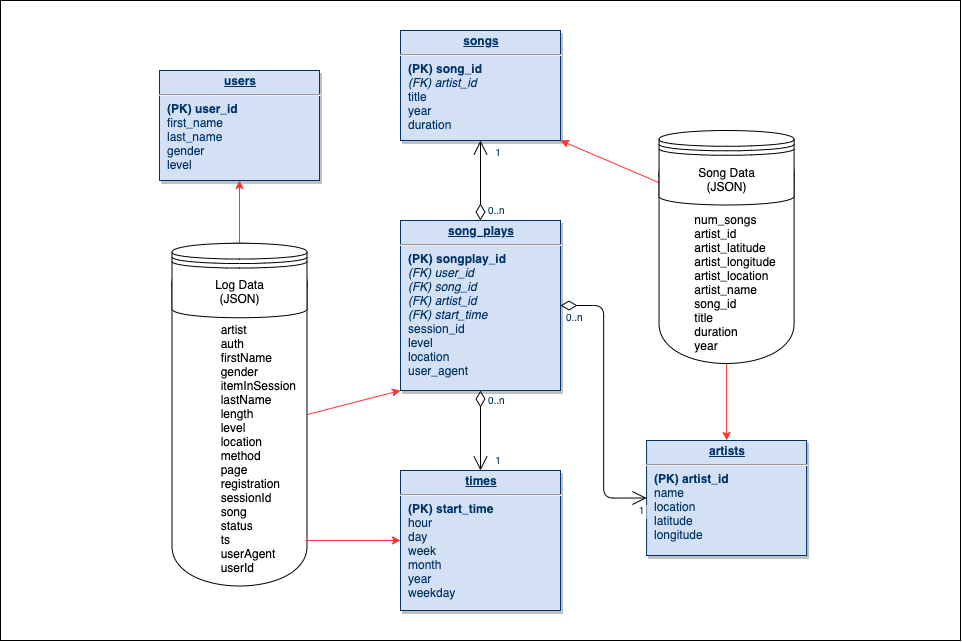 songs
(PK) song_id
(FK) artist_id
title
year
duration
1
users
(PK) user_id
first_name
last_name
gender
level
Song Data
(JSON)
num_songs
artist_id
artist_latitude
artist_longitude
artist_location
artist_name
song_id
title
duration
year
0..n
song_plays
(PK) songplay_id
(FK) user_id
(FK) song_id
(FK) artist_id
(FK) start_time
session_id
level
location
user_agent
0..n
0..n
Log Data
(JSON)
artist
auth
firstName
gender
itemInSession
lastName
length
level
location
method
page
registration
sessionId
song
status
ts
userAgent
userId
1
times
(PK) start_time
hour
day
week
month
year
weekday
1
artists
(PK) artist_id
name
location
latitude
longitude